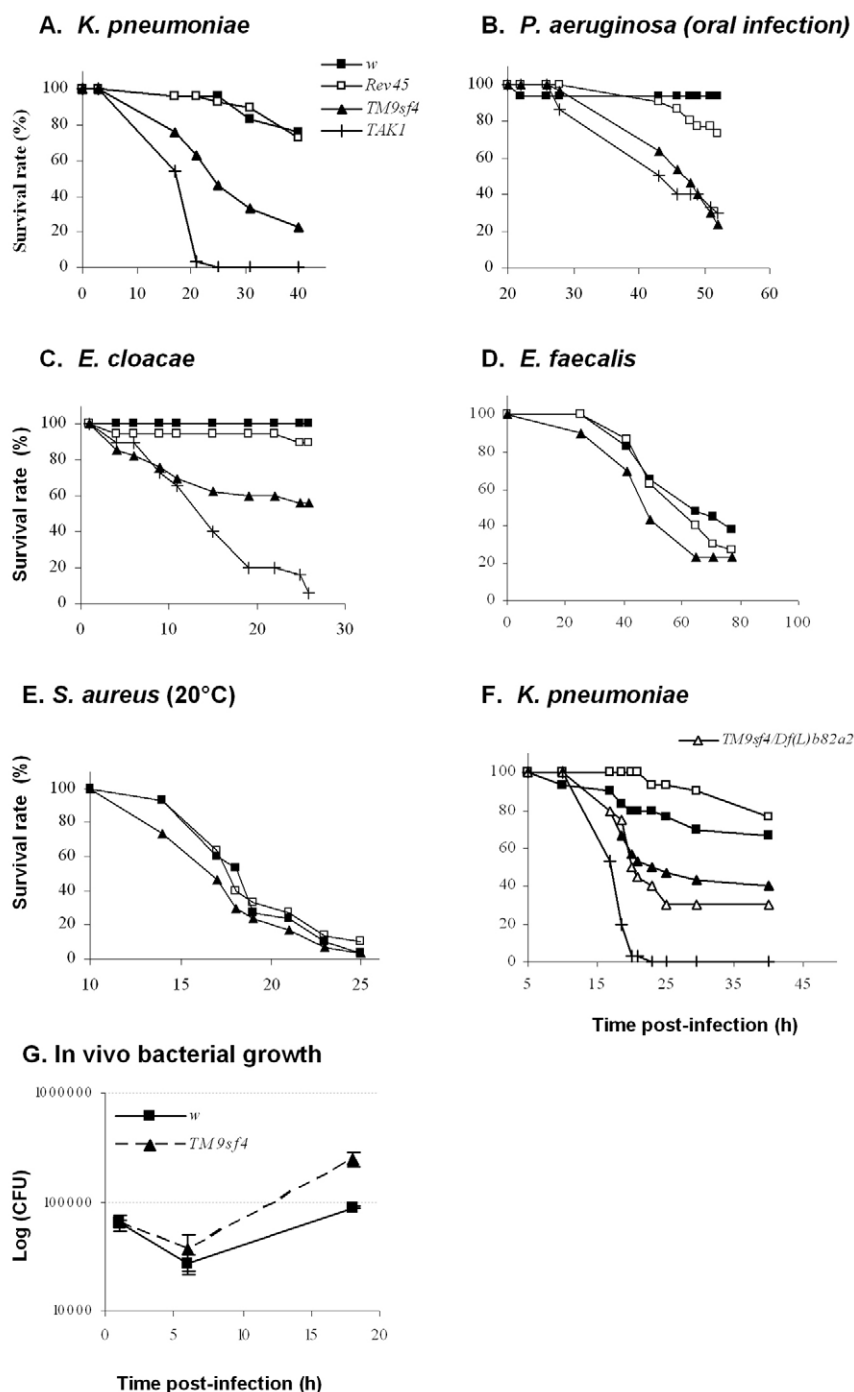 A. K. pneumoniae
w
Rev45
TM9sf4
TAK1
Survival rate (%)
100
80
60
40
20
0
0 10 20 30 40
B. P. aeruginosa (oral infection)
100
80
60
40
20
0
20 30 40 50 60
C. E. cloacae
Survival rate (%)
100
80
60
40
20
0
0 10 20 30
D. E. faecalis
100
80
60
40
20
0
0 20 40 60 80 100
E. S. aureus (20°C)
Survival rate (%)
100
80
60
40
20
0
10 15 20 25
F. K. pneumoniae
TM9sf4/Df(L)b82a2
100
80
60
40
20
0
5 15 25 35 45
Time post-infection (h)
G. In vivo bacterial growth
w
TM9sf4
Log (CFU)
1000000
100000
10000
0 5 10 15 20
Time post-infection (h)